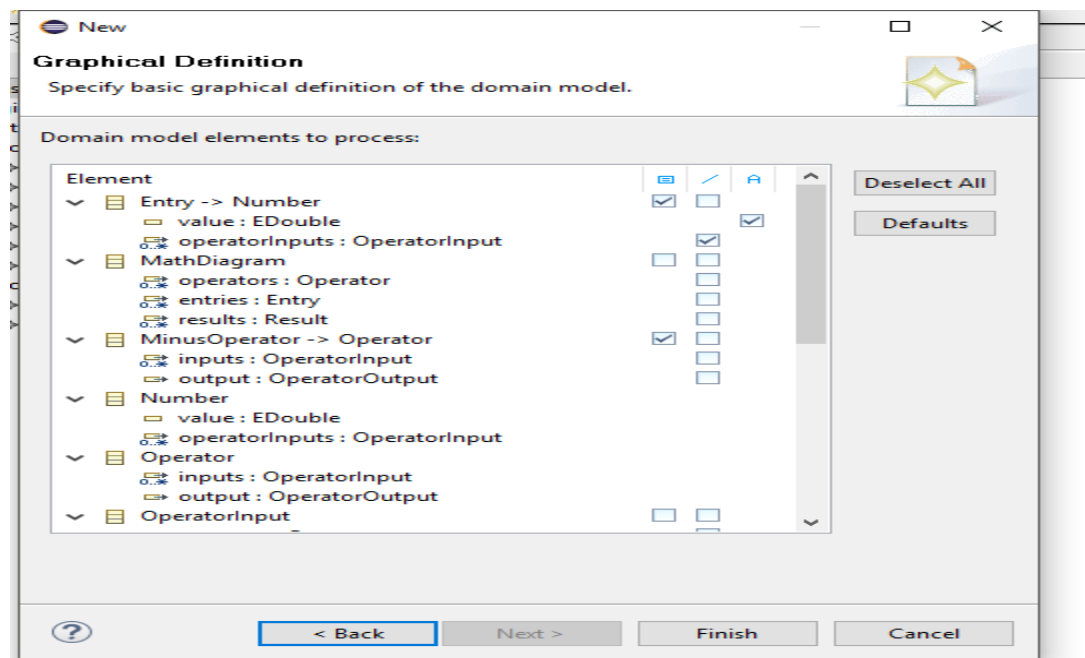 New
Graphical Definition
Specify basic graphical definition of the domain model.
Domain model elements to process:
Element
Entry -> Number
value : EDouble
operatorInputs : OperatorInput
MathDiagram
operators : Operator
entries : Entry
results : Result
MinusOperator -> Operator
inputs : OperatorInput
output : OperatorOutput
Number
value : EDouble
operatorInputs : OperatorInput
Operator
inputs : OperatorInput
output : OperatorOutput
OperatorInput
Deselect All
Defaults
< Back
Next >
Finish
Cancel